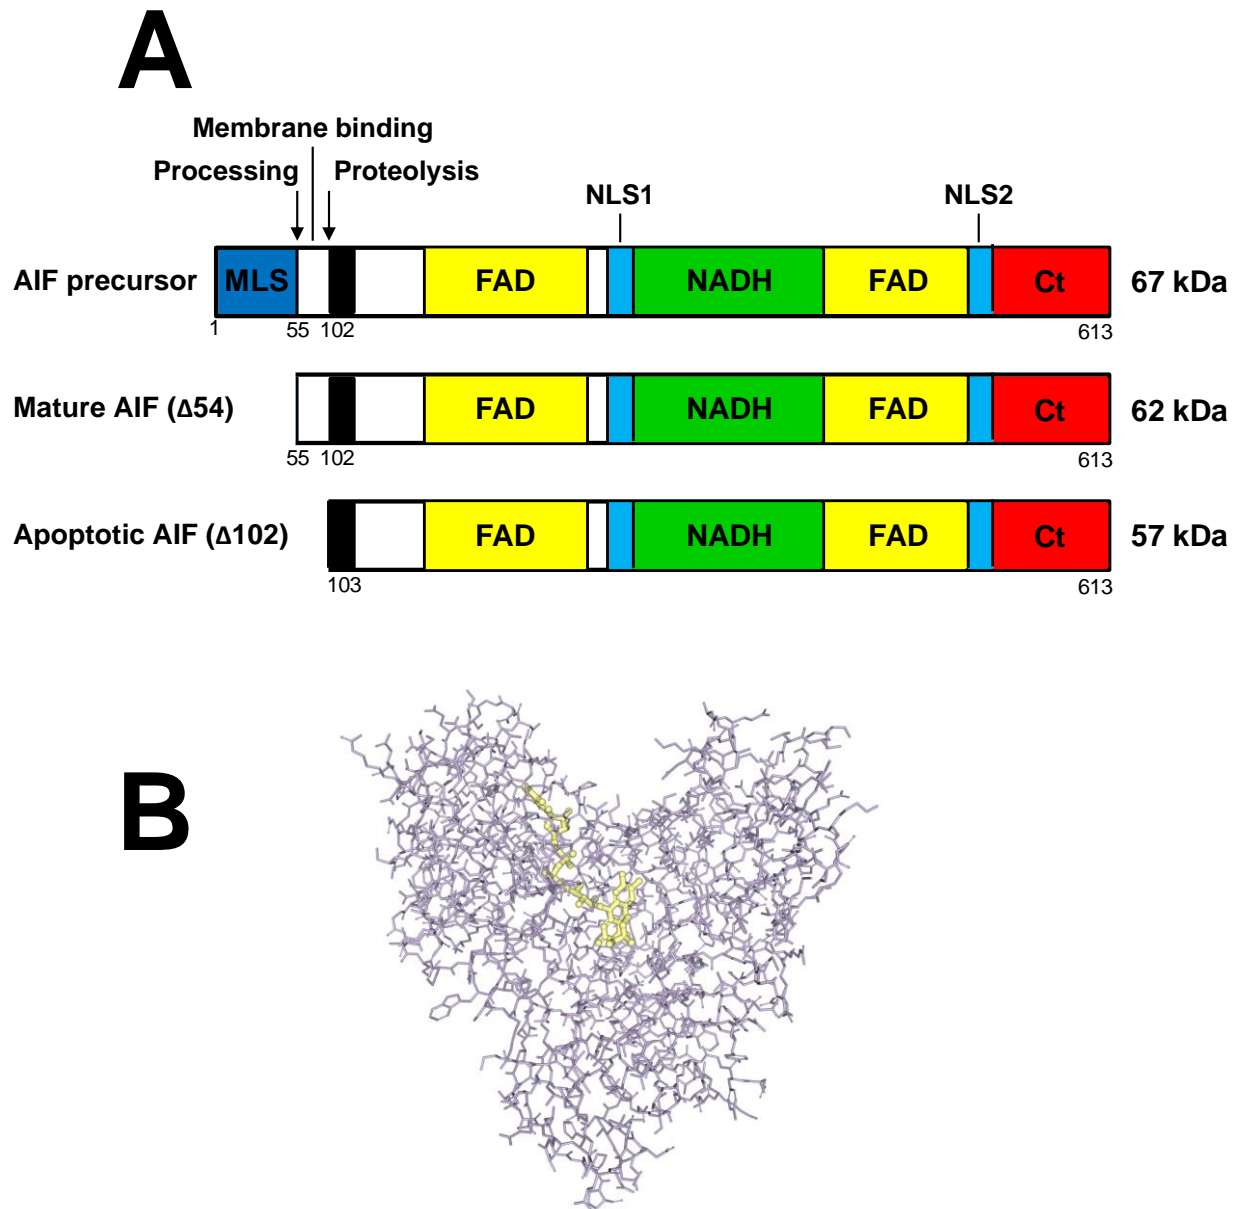 A
Membrane binding
Processing Proteolysis
NLS1 NLS2
AIF precursor MLS FAD NADH FAD Ct 67 kDa
1 55 102 613
Mature AIF (Δ54) FAD NADH FAD Ct 62 kDa
55 102 613
Apoptotic AIF (Δ102) FAD NADH FAD Ct 57 kDa
103 613
B